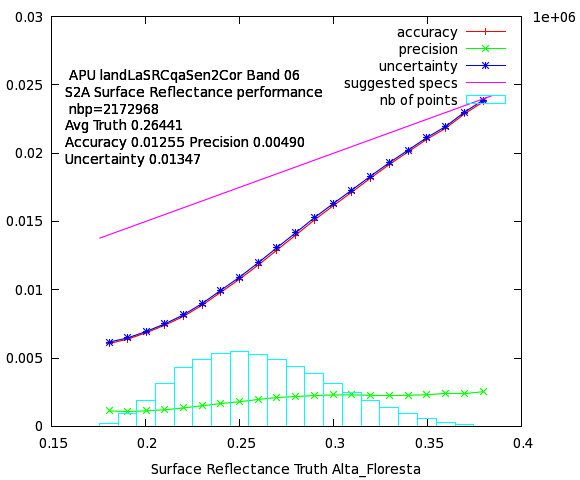 0.03
0.025
0.02
0.015
0.01
0.005
0
1e+06
accuracy
precision
uncertainty
suggested specs
nb of points
APU landLaSRCqaSen2Cor Band 06
S2A Surface Reflectance performance
nbp=2172968
Avg Truth 0.26441
Accuracy 0.01255 Precision 0.00490
Uncertainty 0.01347
0.15 0.2 0.25 0.3 0.35 0.4
Surface Reflectance Truth Alta_Floresta